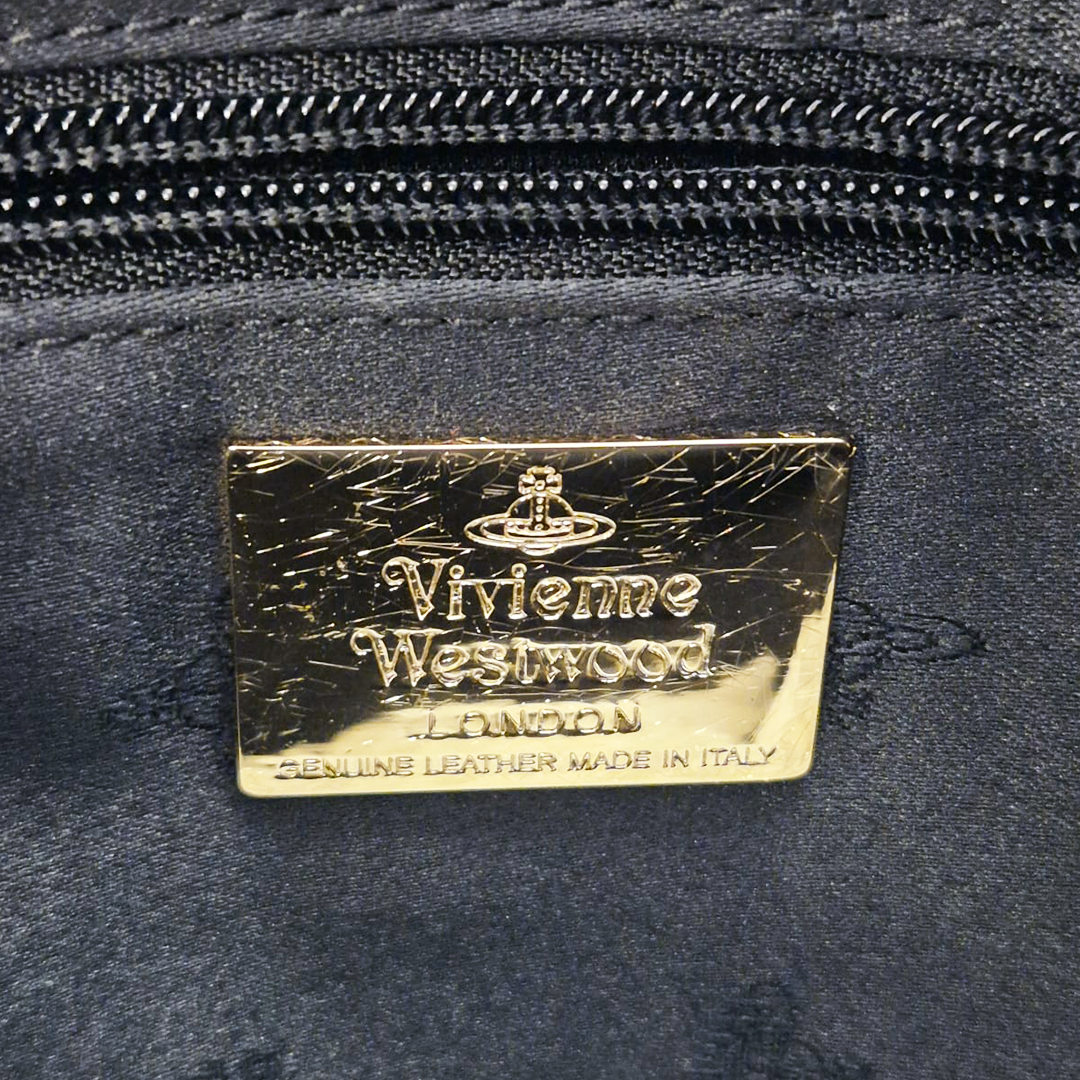 Vivienne
Westwood
LONDON
GENUINE LEATHER MADE IN ITALY